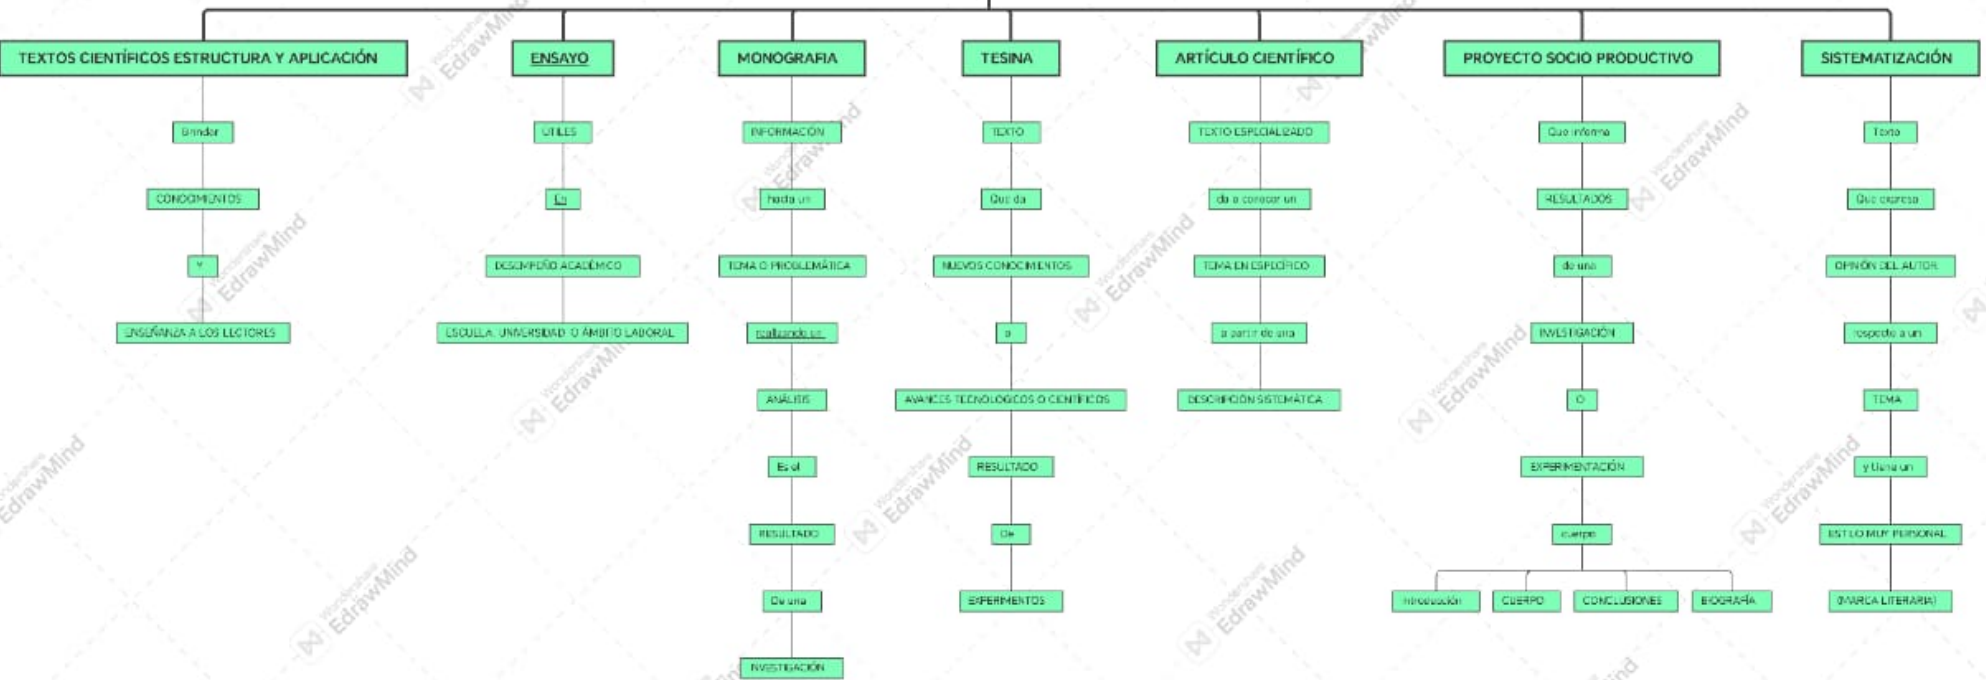 TEXTOS CIENTÍFICOS ESTRUCTURA Y APLICACIÓN
Brindar
CONOCIMIENTOS
Y
ENSEÑANZA A LOS LECTORES
ENSAYO
UTILES
En
DESEMPEÑO ACADÉMICO
ESCUELA, UNIVERSIDAD O ÁMBITO LABORAL
MONOGRAFIA
INFORMACIÓN
hacia un
TEMA O PROBLEMÁTICA
realizando un
ANÁLISIS
Es el
RESULTADO
De una
INVESTIGACIÓN
TESINA
TEXTO
Que da
NUEVOS CONOCIMIENTOS
a
AVANCES TECNOLOGICOS O CIENTÍFICOS
RESULTADO
De
EXPERIMENTOS
ARTÍCULO CIENTÍFICO
TEXTO ESPECIALIZADO
da a conocer un
TEMA EN ESPECÍFICO
a partir de una
DESCRIPCIÓN SISTEMÁTICA
PROYECTO SOCIO PRODUCTIVO
Que informa
RESULTADOS
de una
INVESTIGACIÓN
O
EXPERIMENTACIÓN
cuerpo
Introducción
CUERPO
CONCLUSIONES
BIOGRAFÍA
SISTEMATIZACIÓN
Texto
Que expresa
OPINIÓN DEL AUTOR
respecto a un
TEMA
y tiene un
ESTILO MUY PERSONAL
(MARCA LITERARIA)
Wondershare
EdrawMind